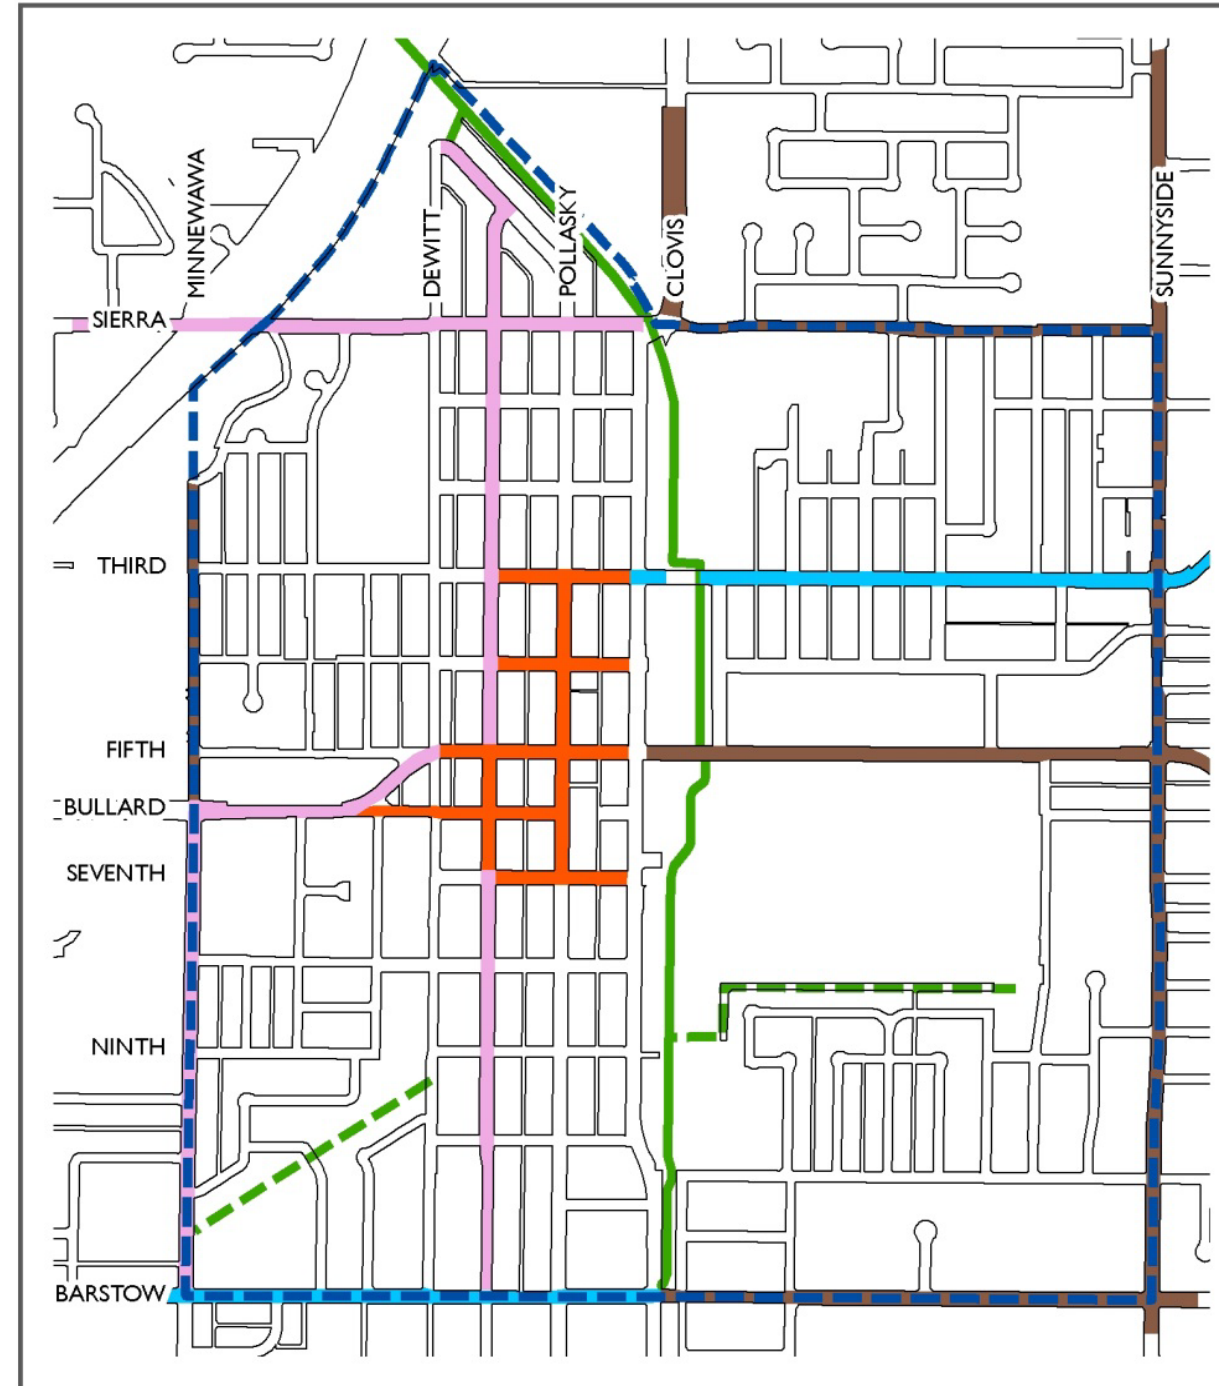 MINNEWAWA
DEWITT
POLLASKY
CLOVIS
SUNNYSIDE
SIERRA
THIRD
FIFTH
BULLARD
SEVENTH
NINTH
BARSTOW